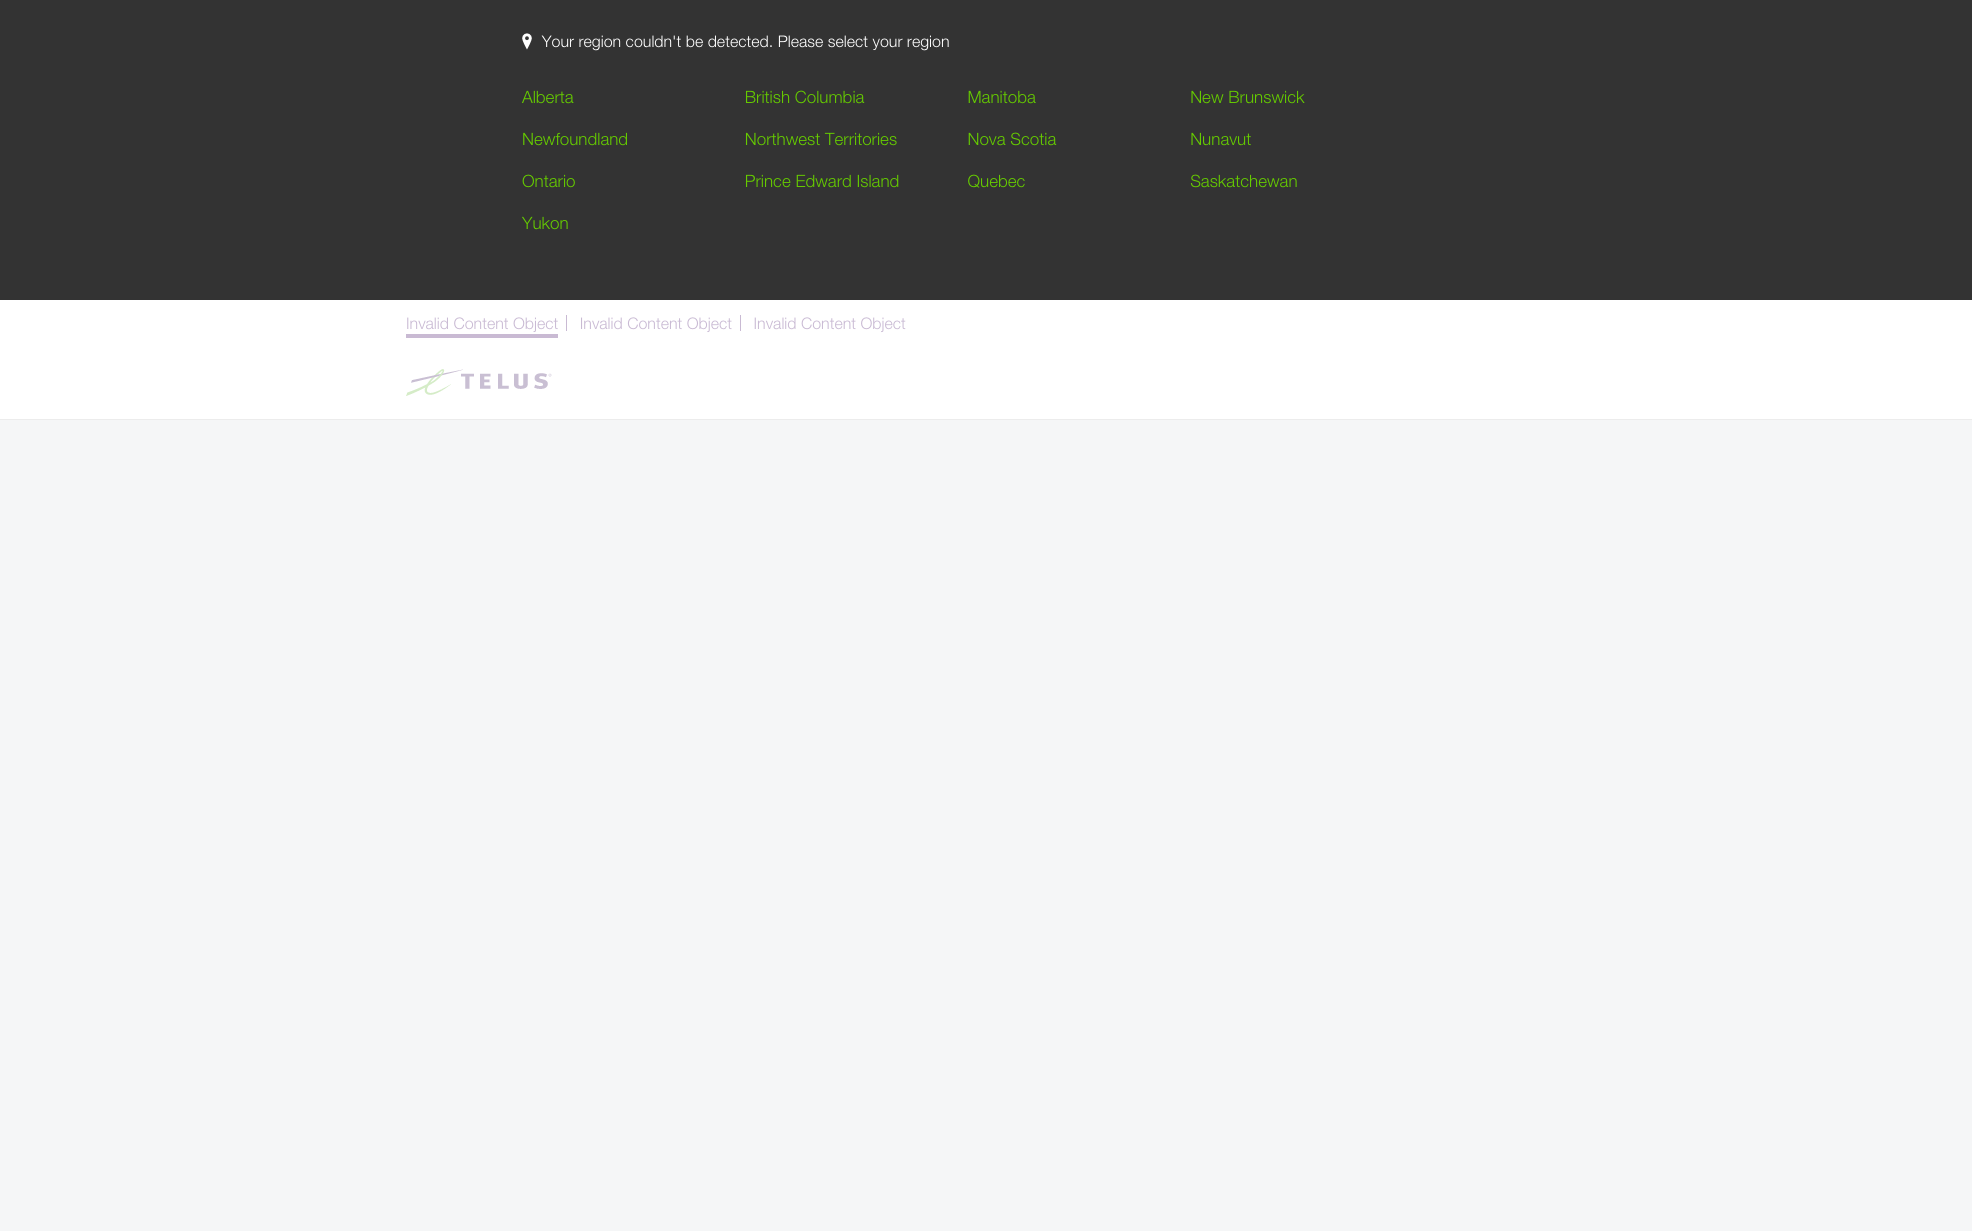 Your region couldn't be detected. Please select your region
Alberta British Columbia Manitoba New Brunswick
Newfoundland Northwest Territories Nova Scotia Nunavut
Ontario Prince Edward Island Quebec Saskatchewan
Yukon
Invalid Content Object Invalid Content Object Invalid Content Object
TELUS